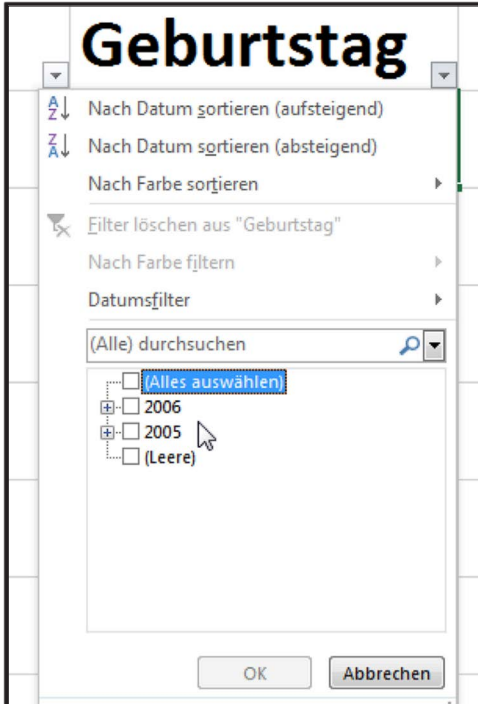 Geburtstag
Nach Datum sortieren (aufsteigend)
Nach Datum sortieren (absteigend)
Nach Farbe sortieren
Filter löschen aus "Geburtstag"
Nach Farbe filtern
Datumsfilter
(Alle) durchsuchen
(Alles auswählen)
2006
2005
(Leere)
OK
Abbrechen